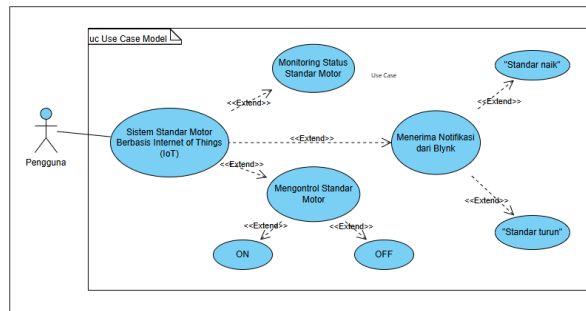 uc Use Case Model
Monitoring Status
Standar Motor
Use Case
"Standar naik"
<<Extend>>
<<Extend>>
Sistem Standar Motor
Berbasis Internet of Things
(IoT)
<<Extend>>
Menerima Notifikasi
dari Blynk
Pengguna
<<Extend>>
Mengontrol Standar
Motor
<<Extend>>
<<Extend>>
<<Extend>>
"Standar turun"
ON
OFF